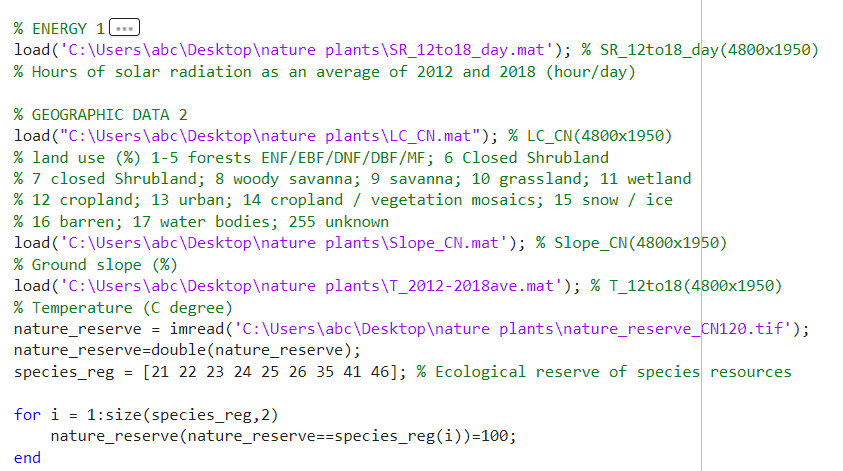 % ENERGY 1 ...
load('C:\Users\abc\Desktop\nature plants\SR_12to18_day.mat'); % SR_12to18_day(4800x1950)
% Hours of solar radiation as an average of 2012 and 2018 (hour/day)
% GEOGRAPHIC DATA 2
load("C:\Users\abc\Desktop\nature plants\LC_CN.mat"); % LC_CN(4800x1950)
% land use (%) 1-5 forests ENF/EBF/DNF/DBF/MF; 6 Closed Shrubland
% 7 closed Shrubland; 8 woody savanna; 9 savanna; 10 grassland; 11 wetland
% 12 cropland; 13 urban; 14 cropland / vegetation mosaics; 15 snow / ice
% 16 barren; 17 water bodies; 255 unknown
load('C:\Users\abc\Desktop\nature plants\Slope_CN.mat'); % Slope_CN(4800x1950)
% Ground slope (%)
load('C:\Users\abc\Desktop\nature plants\T_2012-2018ave.mat'); % T_12to18(4800x1950)
% Temperature (C degree)
nature_reserve = imread('C:\Users\abc\Desktop\nature plants\nature_reserve_CN120.tif');
nature_reserve=double(nature_reserve);
species_reg = [21 22 23 24 25 26 35 41 46]; % Ecological reserve of species resources
for i = 1:size(species_reg,2)
    nature_reserve(nature_reserve==species_reg(i))=100;
end